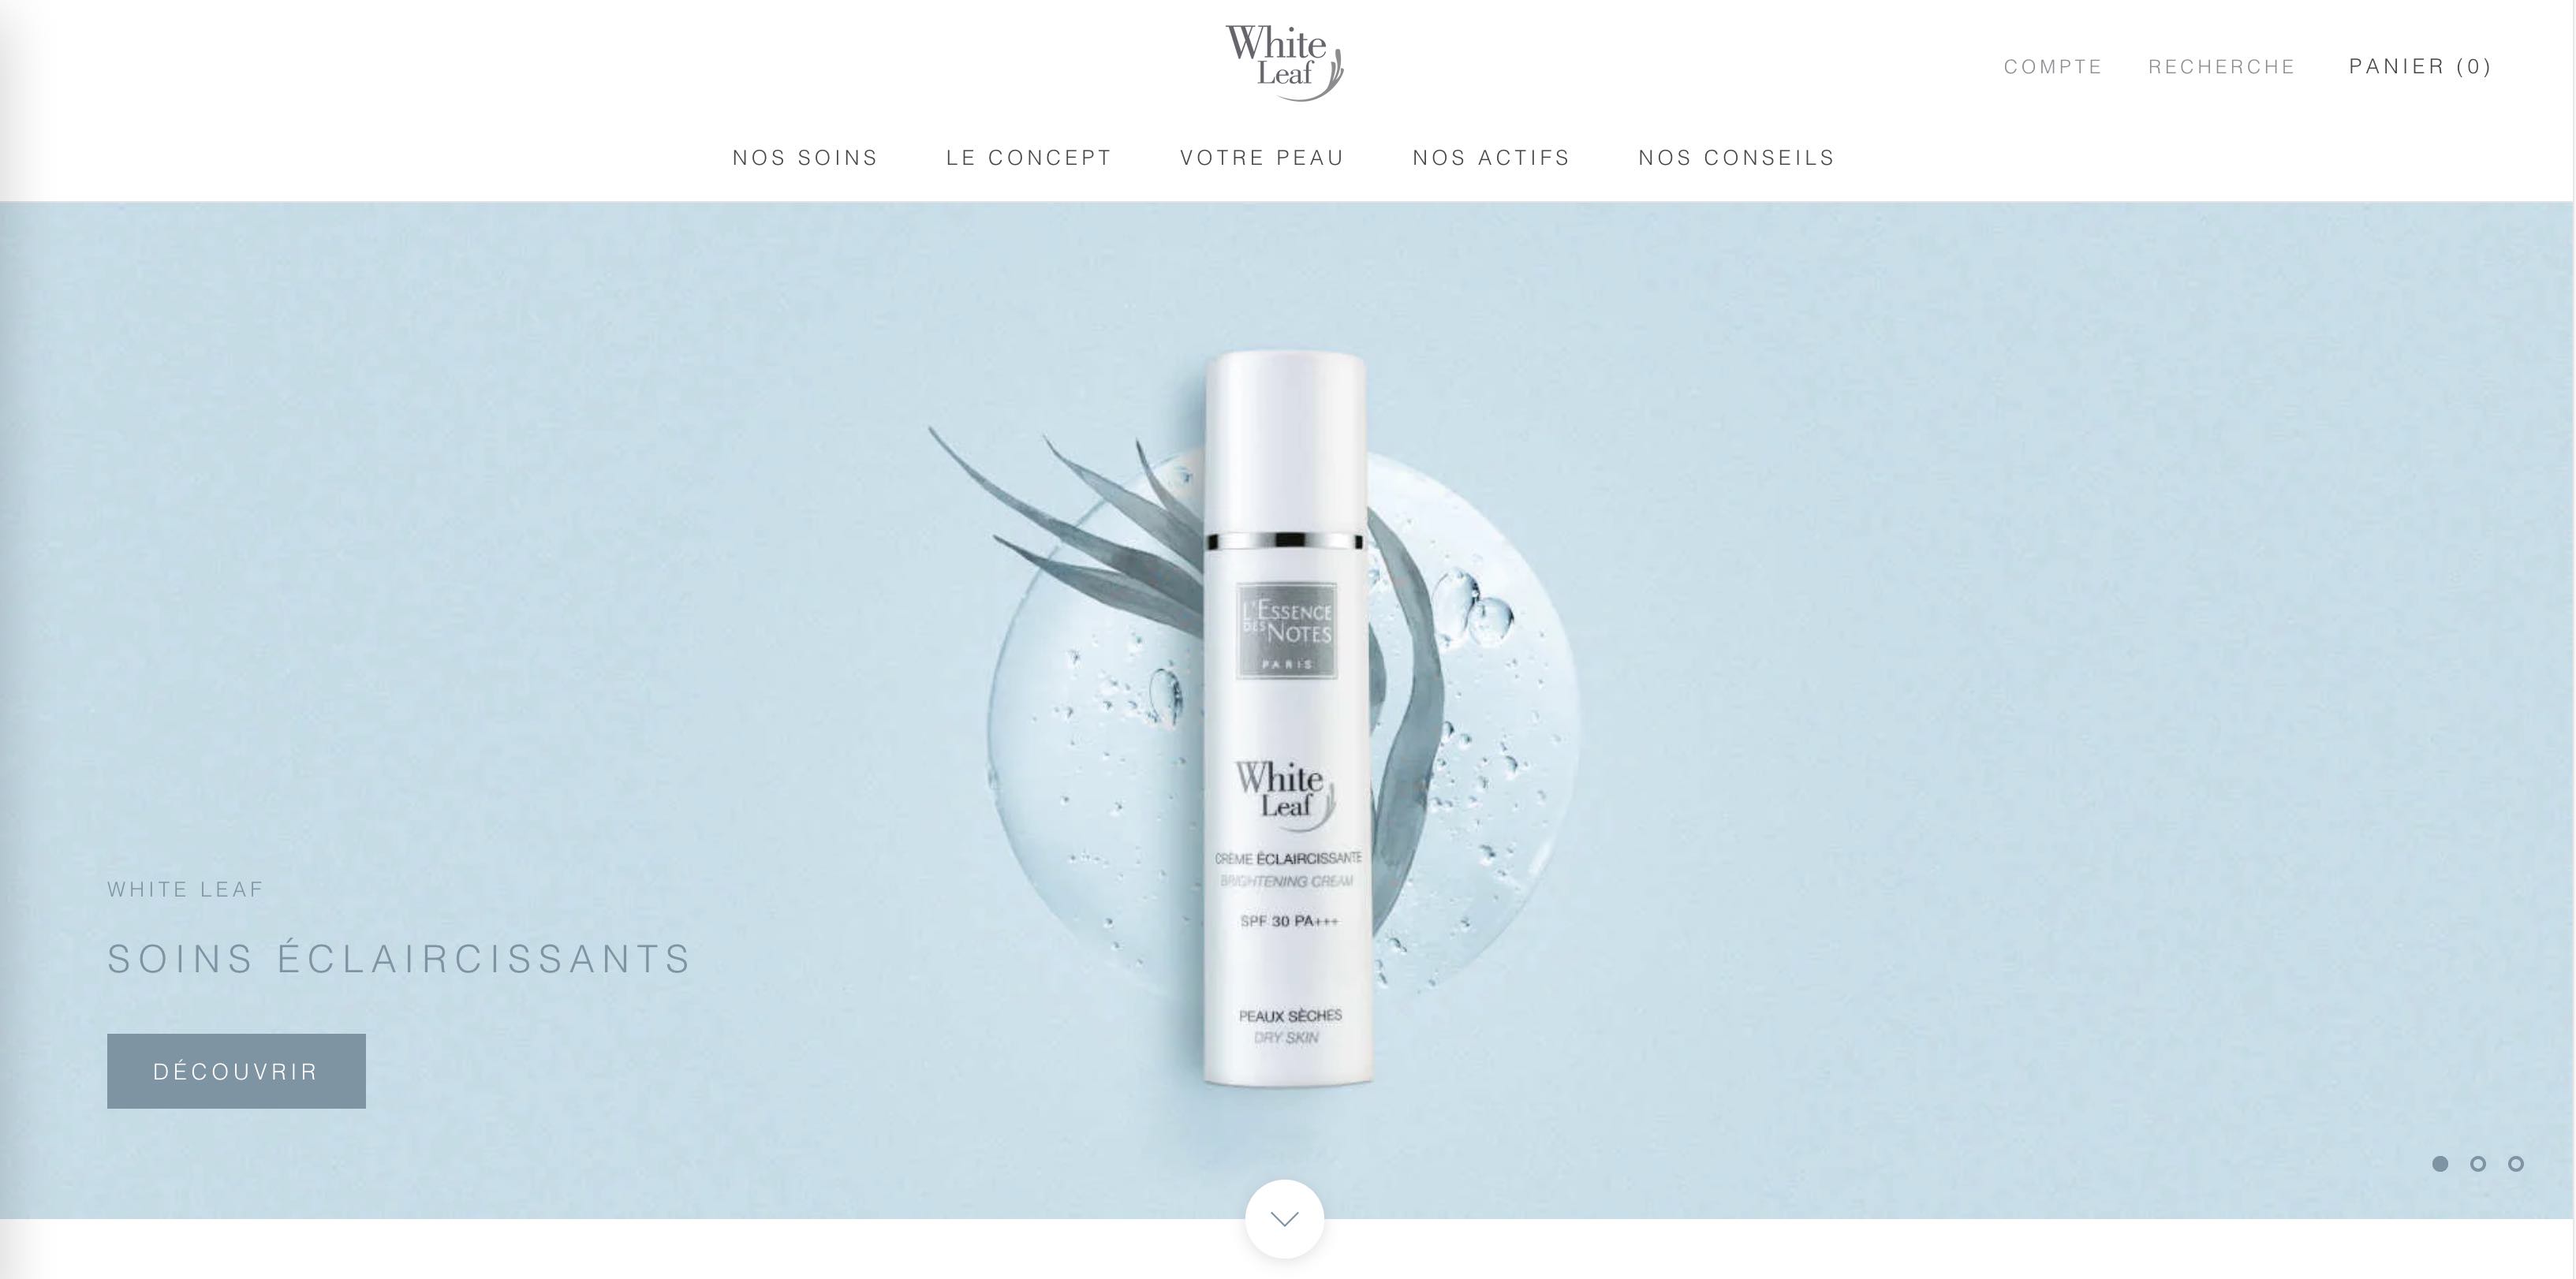 White
Leaf
COMPTE
RECHERCHE
PANIER (0)
NOS SOINS
LE CONCEPT
VOTRE PEAU
NOS ACTIFS
NOS CONSEILS
L'ESSENCE
DES NOTES
PARIS
White
Leaf
CRÈME ÉCLAIRCISSANTE
BRIGHTENING CREAM
SPF 30 PA+++
PEAUX SÈCHES
DRY SKIN
WHITE LEAF
SOINS ÉCLAIRCISSANTS
DÉCOUVRIR